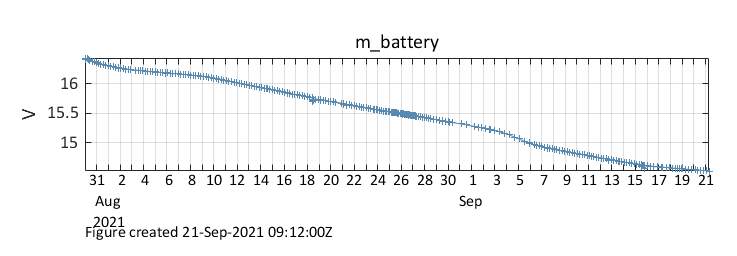 m_battery
V
16
15.5
15
31 2 4 6 8 10 12 14 16 18 20 22 24 26 28 30 1 3 5 7 9 11 13 15 17 19 21
Aug Sep
2021
Figure created 21-Sep-2021 09:12:00Z